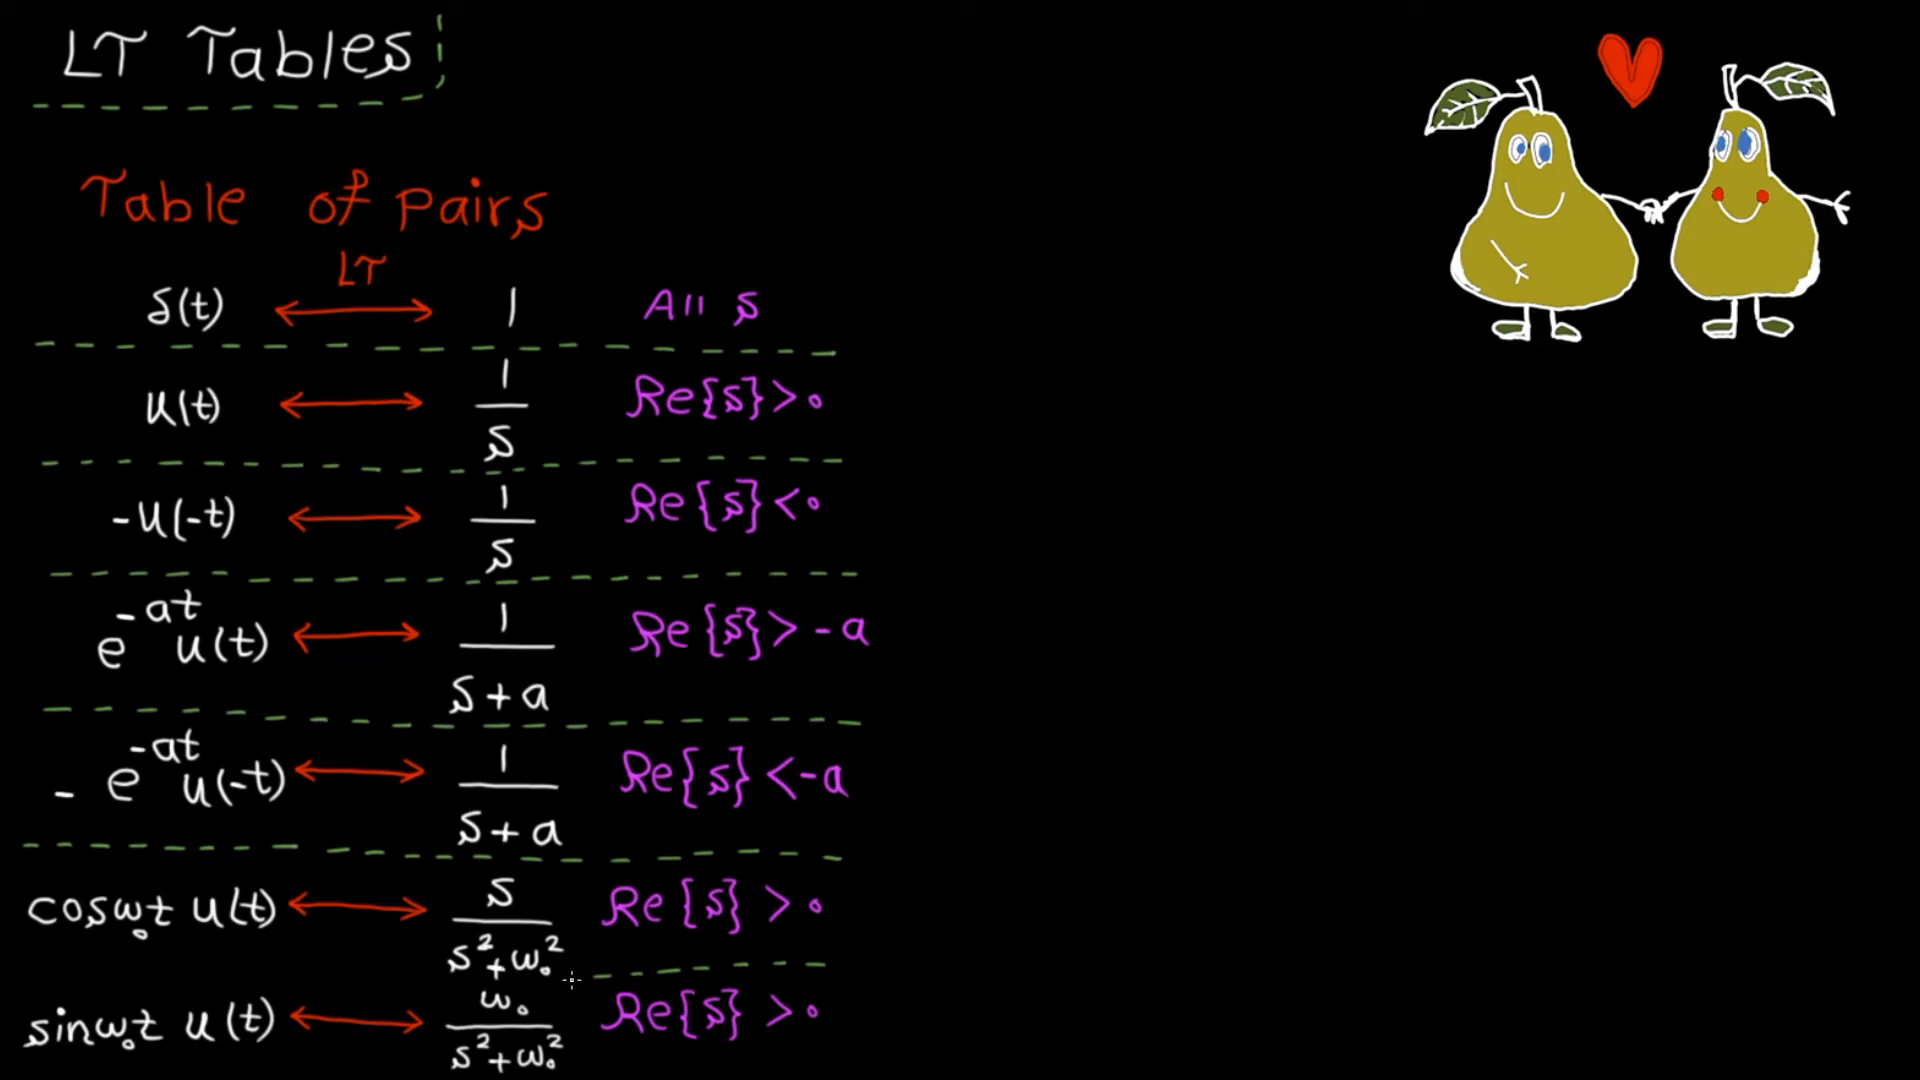 LT Tables
Table of pairs
LT
δ(t) ⟷ 1 All s
u(t) ⟷ 1/s Re{s}>0
-u(-t) ⟷ 1/s Re{s}<0
e^-at u(t) ⟷ 1/(s+a) Re{s}>-a
- e^-at u(-t) ⟷ 1/(s+a) Re{s}<-a
cosω₀t u(t) ⟷ s/(s²+ω₀²) Re{s}>0
sinω₀t u(t) ⟷ ω₀/(s²+ω₀²) Re{s}>0